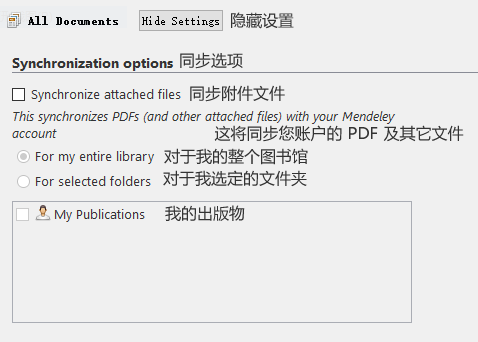 All Documents Hide Settings 隐藏设置
Synchronization options 同步选项
Synchronize attached files 同步附件文件
This synchronizes PDFs (and other attached files) with your Mendeley
account 这将同步您账户的 PDF 及其它文件
For my entire library 对于我的整个图书馆
For selected folders 对于我选定的文件夹
My Publications 我的出版物